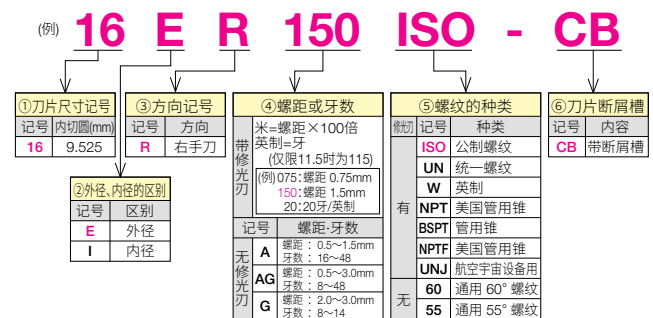 (例) 16 E R 150 ISO - CB
①刀片尺寸记号
记号 内切圆(mm)
16 9.525
②外径、内径的区别
记号 区别
E 外径
I 内径
③方向记号
记号 方向
R 右手刀
④螺距或牙数
带修光刃
米=螺距×100倍
英制=牙
(仅限11.5时为115)
(例)075:螺距 0.75mm
150:螺距 1.5mm
20:20牙/英制
记号 螺距·牙数
无修光刃
A 螺距 : 0.5~1.5mm
牙数 : 16~48
AG 螺距 : 0.5~3.0mm
牙数 : 8~48
G 螺距 : 2.0~3.0mm
牙数 : 8~14
⑤螺纹的种类
修光刃 记号 种类
有
ISO 公制螺纹
UN 统一螺纹
W 英制
NPT 美国管用锥
BSPT 管用锥
NPTF 美国管用锥
UNJ 航空宇宙设备用
无
60 通用 60° 螺纹
55 通用 55° 螺纹
⑥刀片断屑槽
记号 内容
CB 带断屑槽